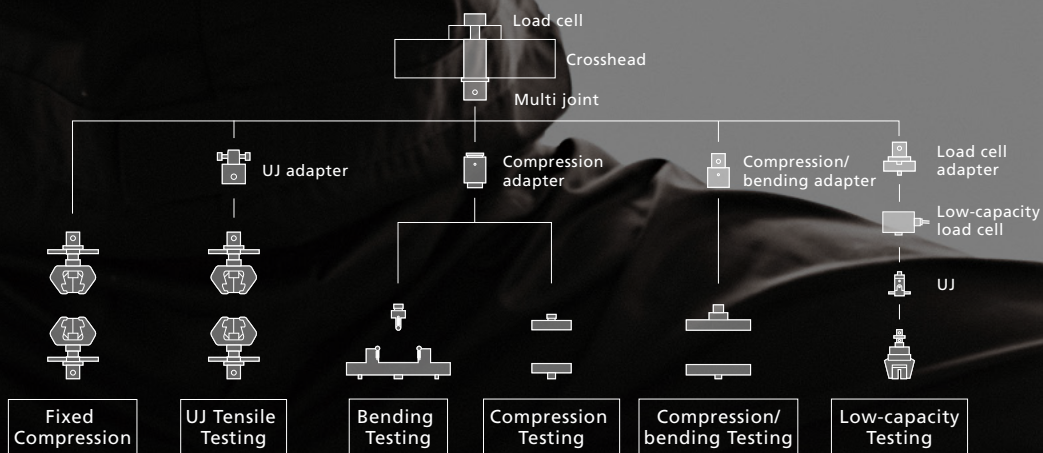 Load cell
Crosshead
Multi joint
UJ adapter
Compression
adapter
Compression/
bending adapter
Load cell
adapter
Low-capacity
load cell
UJ
Fixed
Compression
UJ Tensile
Testing
Bending
Testing
Compression
Testing
Compression/
bending Testing
Low-capacity
Testing